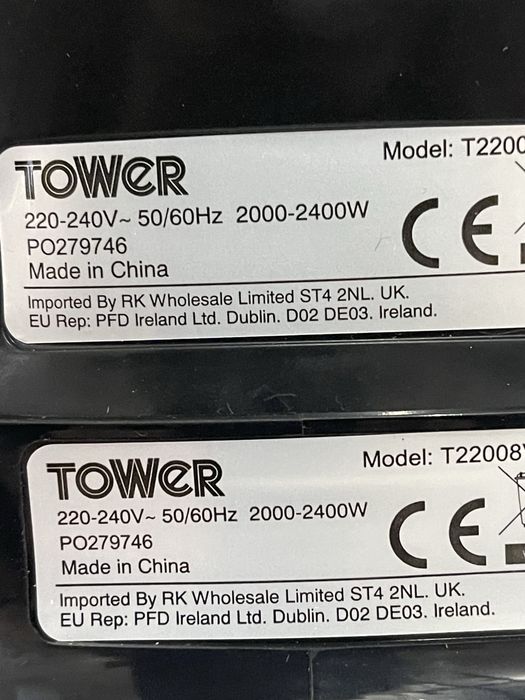 Model: T2200
TOWER
220-240V~ 50/60Hz 2000-2400W
PO279746
Made in China
CE
Imported By RK Wholesale Limited ST4 2NL. UK.
EU Rep: PFD Ireland Ltd. Dublin. D02 DE03. Ireland.
Model: T22008
TOWER
220-240V~ 50/60Hz 2000-2400W
PO279746
Made in China
CE
Imported By RK Wholesale Limited ST4 2NL. UK.
EU Rep: PFD Ireland Ltd. Dublin. D02 DE03. Ireland.